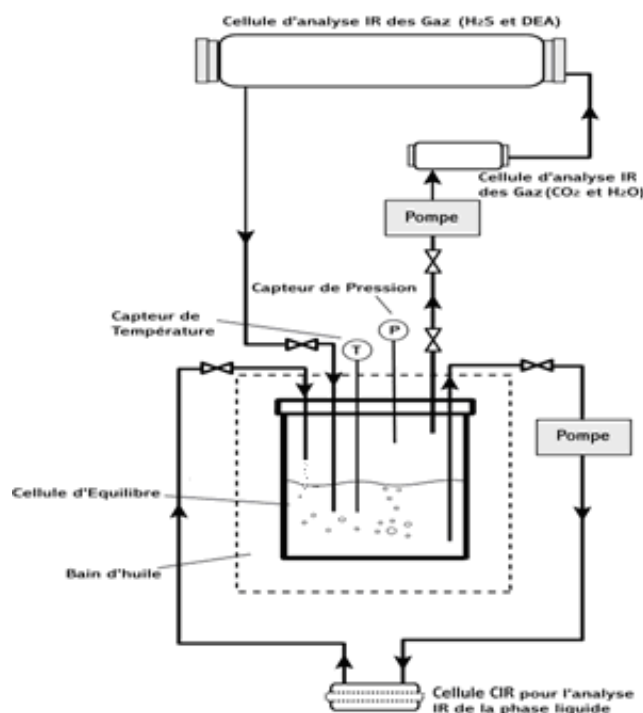 Cellule d'analyse IR des Gaz (H2S et DEA)
Cellule d'analyse IR
des Gaz (CO2 et H2O)
Pompe
Capteur de Pression
Capteur de
Température
P
T
Pompe
Cellule d'Equilibre
Bain d'huile
Cellule CIR pour l'analyse
IR de la phase liquide